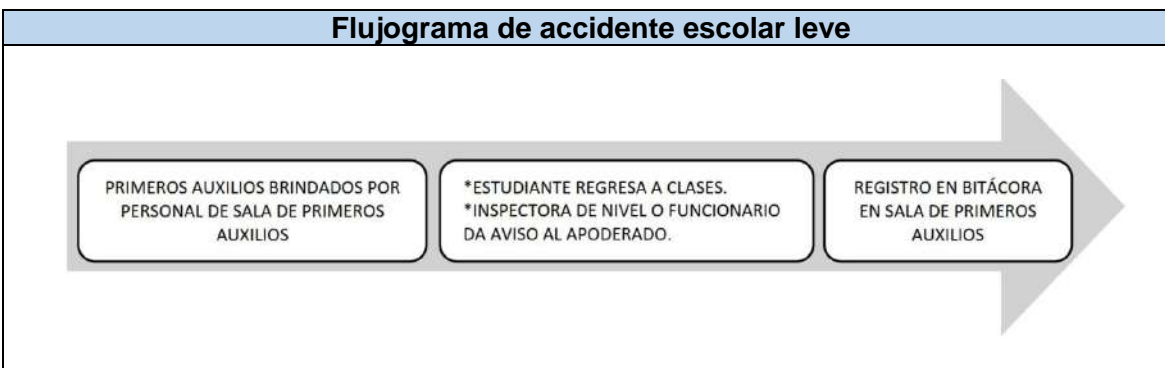 Flujograma de accidente escolar leve
PRIMEROS AUXILIOS BRINDADOS POR
PERSONAL DE SALA DE PRIMEROS
AUXILIOS
*ESTUDIANTE REGRESA A CLASES.
*INSPECTORA DE NIVEL O FUNCIONARIO
DA AVISO AL APODERADO.
REGISTRO EN BITÁCORA
EN SALA DE PRIMEROS
AUXILIOS